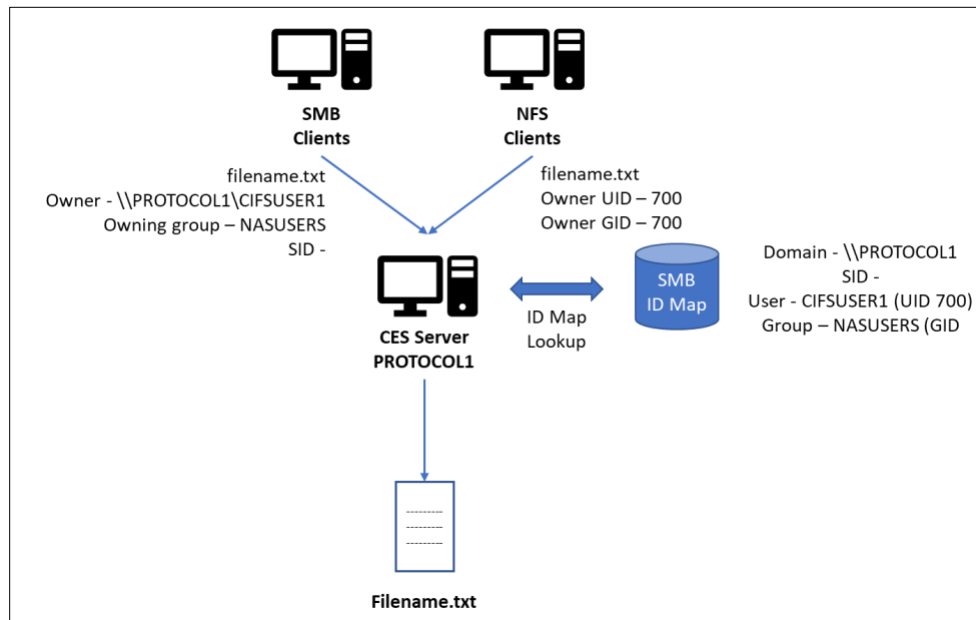 SMB
Clients
NFS
Clients
filename.txt
Owner - \\PROTOCOL1\CIFSUSER1
Owning group – NASUSERS
SID -
filename.txt
Owner UID – 700
Owner GID – 700
CES Server
PROTOCOL1
ID Map
Lookup
SMB
ID Map
Domain - \\PROTOCOL1
SID -
User - CIFSUSER1 (UID 700)
Group – NASUSERS (GID
Filename.txt